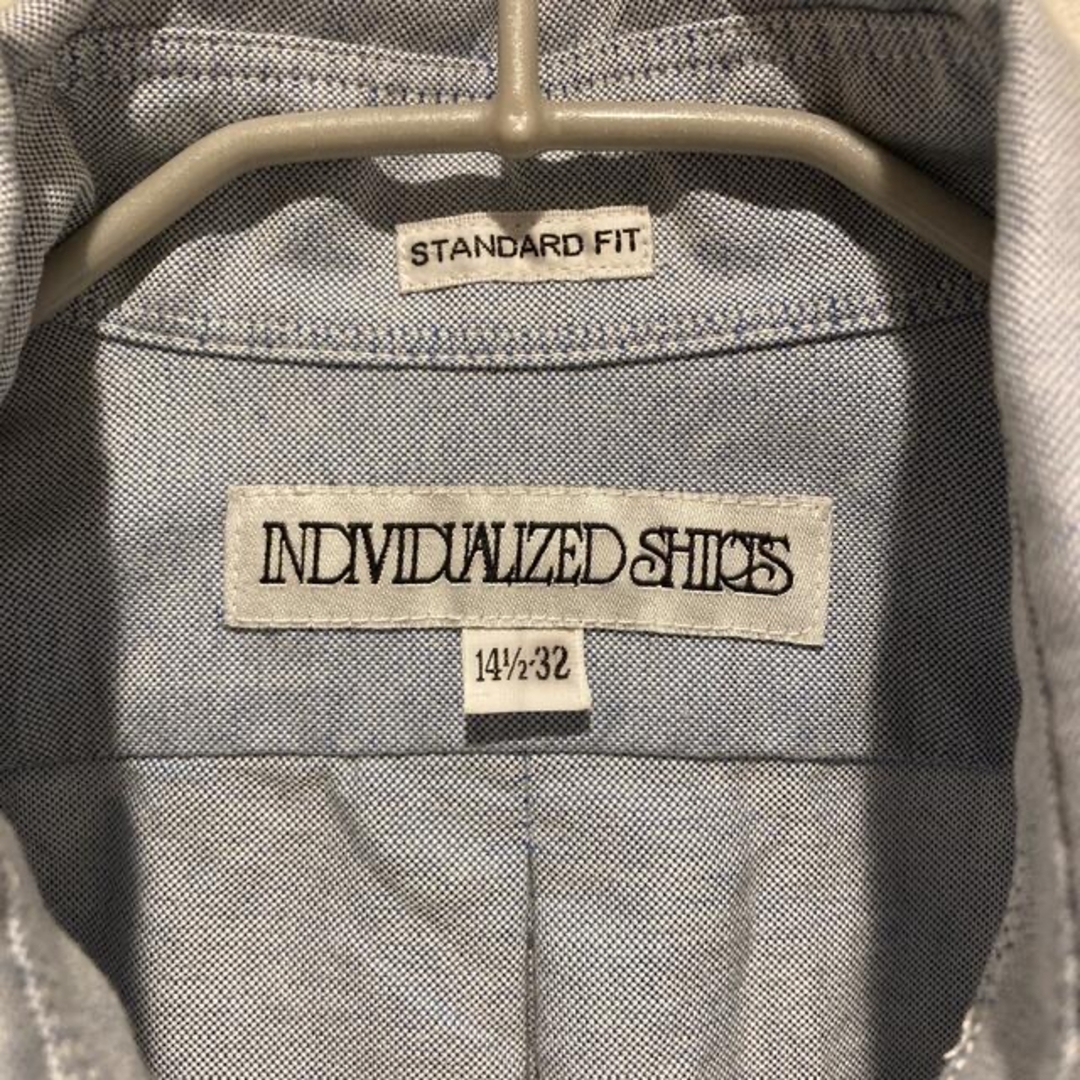 STANDARD FIT
INDIVIDUALIZED SHIRTS
14½-32